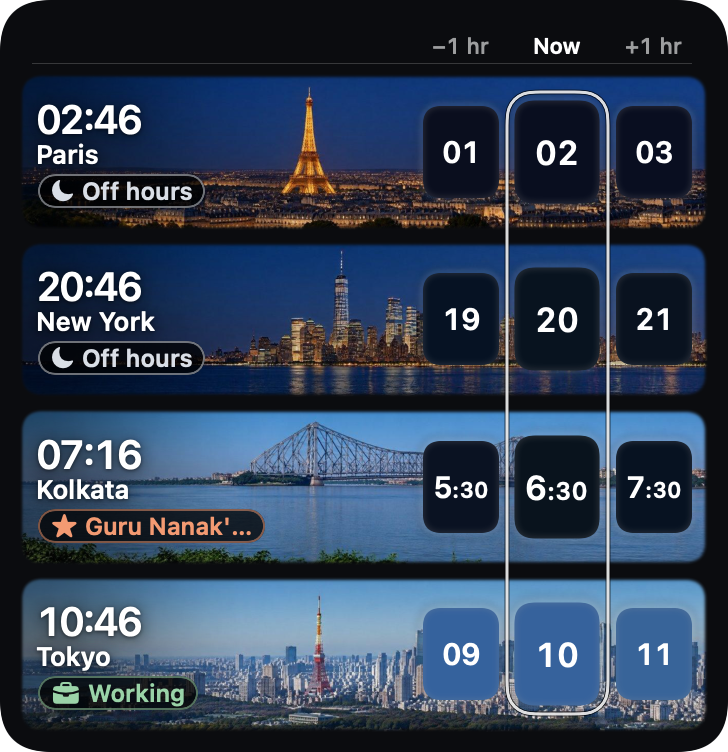 −1 hr Now +1 hr
02:46
Paris
Off hours
01 02 03
20:46
New York
Off hours
19 20 21
07:16
Kolkata
Guru Nanak'...
5:30 6:30 7:30
10:46
Tokyo
Working
09 10 11